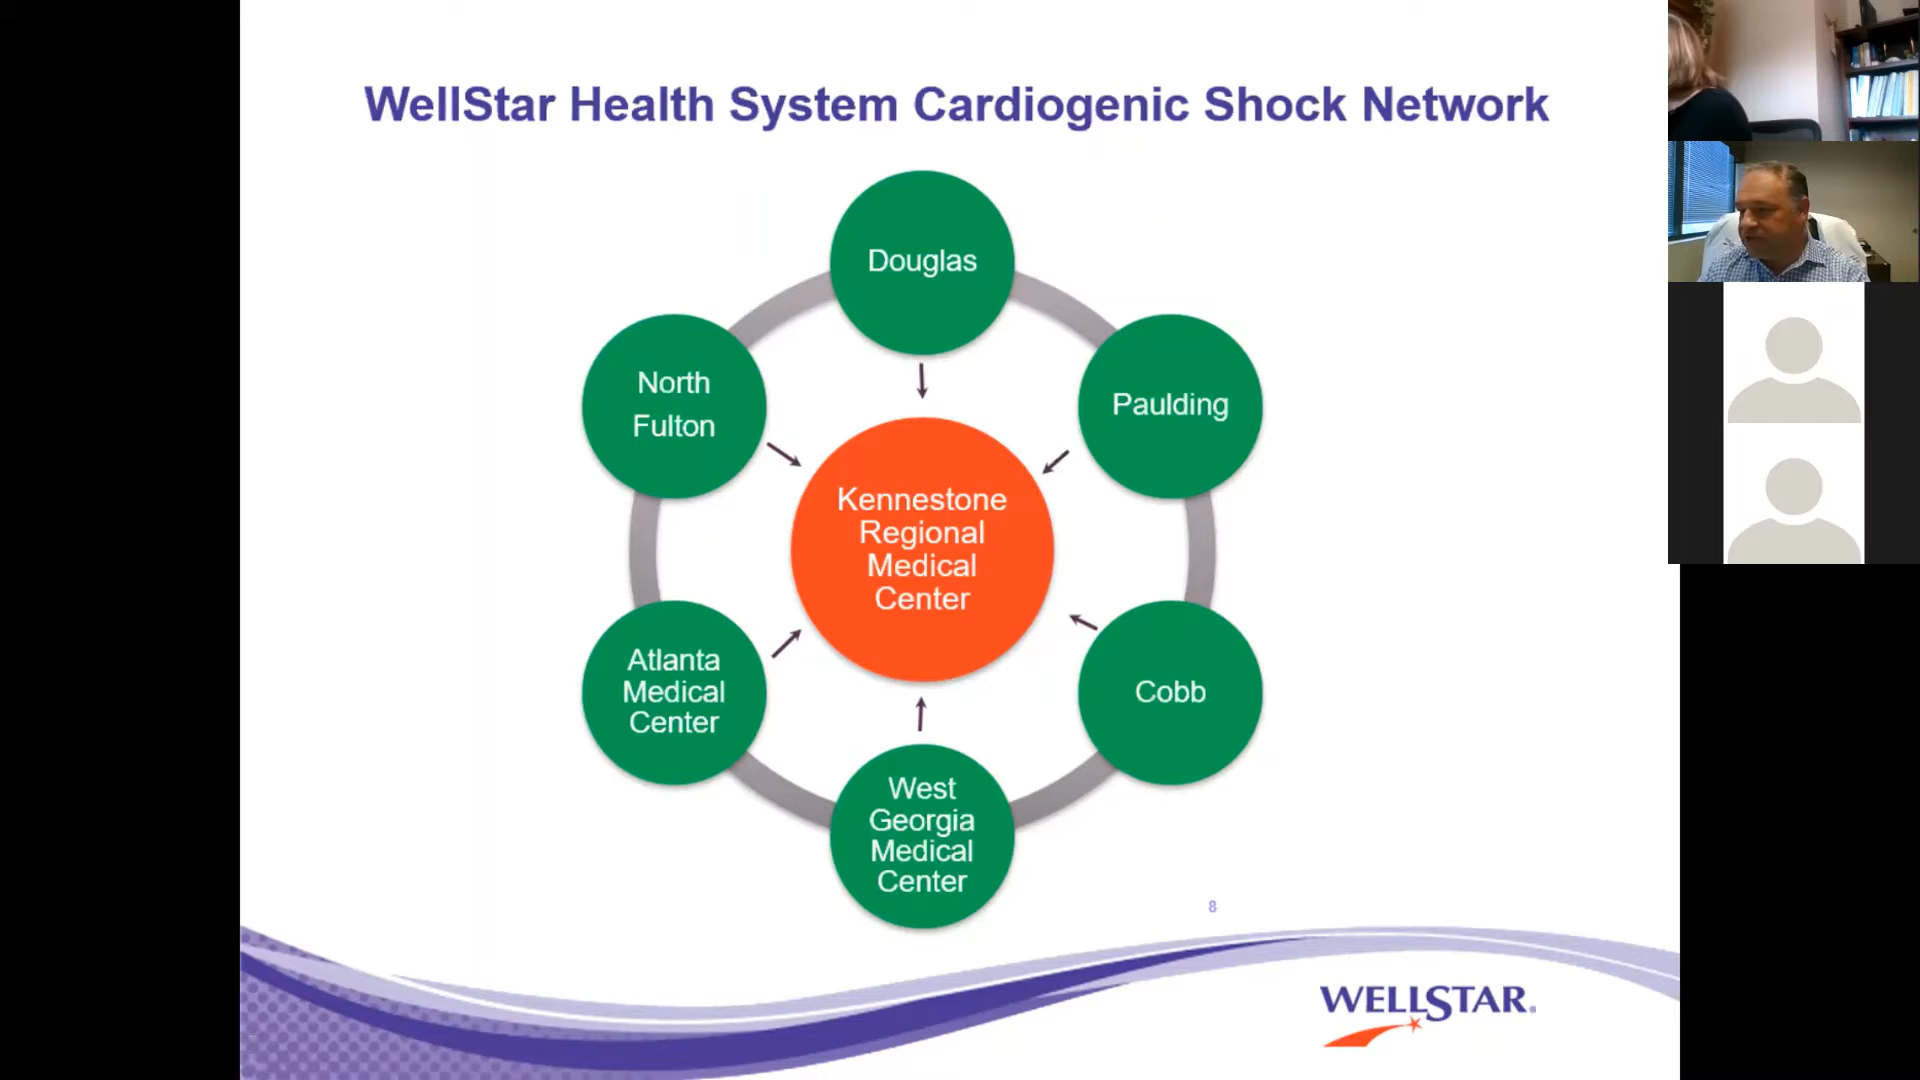 WellStar Health System Cardiogenic Shock Network
Douglas
North
Fulton
Paulding
Kennestone
Regional
Medical
Center
Atlanta
Medical
Center
Cobb
West
Georgia
Medical
Center
8
WELLSTAR®